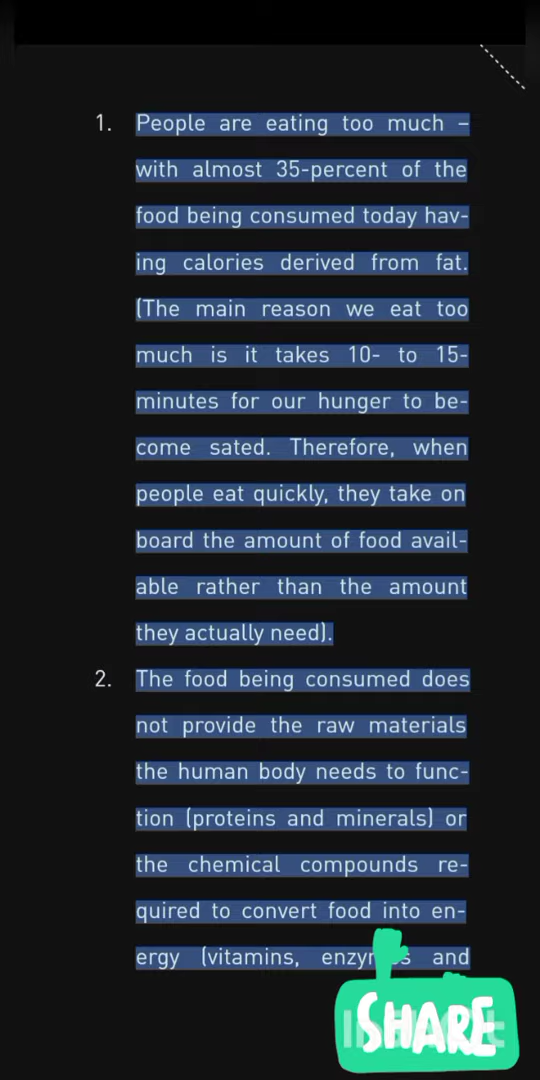 1. People are eating too much –
with almost 35-percent of the
food being consumed today hav-
ing calories derived from fat.
(The main reason we eat too
much is it takes 10- to 15-
minutes for our hunger to be-
come sated. Therefore, when
people eat quickly, they take on
board the amount of food avail-
able rather than the amount
they actually need).
2. The food being consumed does
not provide the raw materials
the human body needs to func-
tion (proteins and minerals) or
the chemical compounds re-
quired to convert food into en-
ergy (vitamins, enzymes and
SHARE